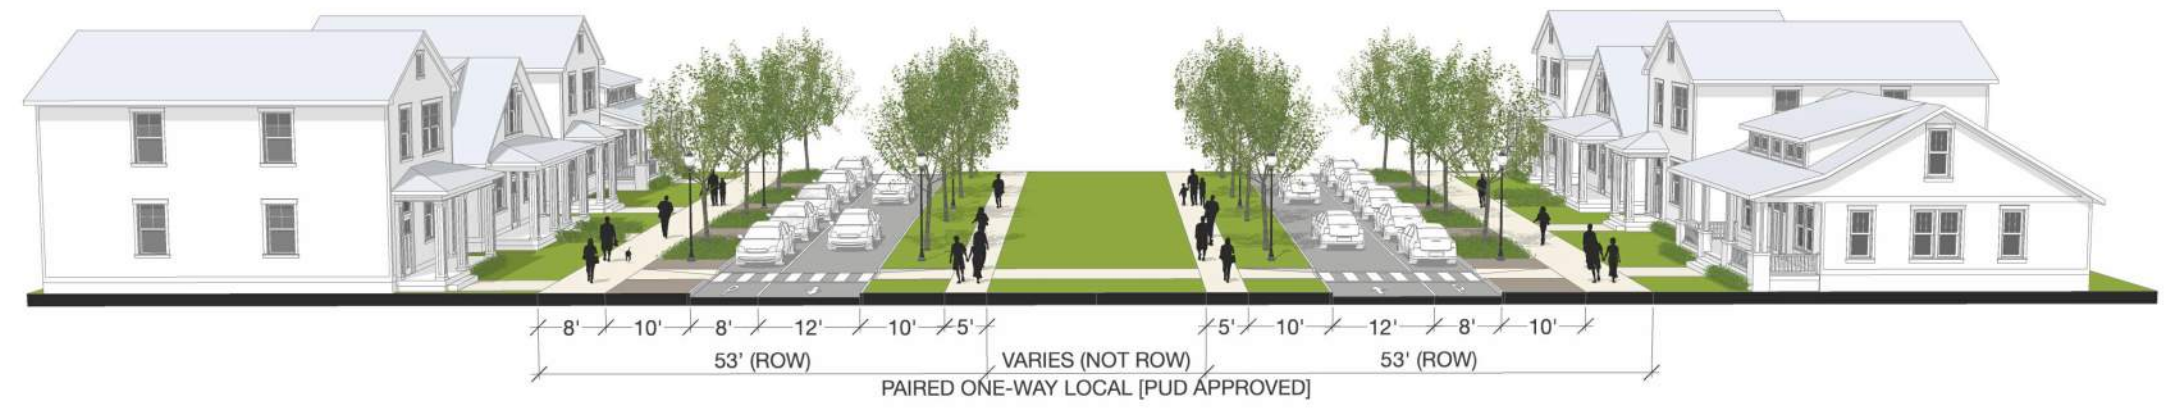 8' 10' 8' 12' 10' 5' 5' 10' 12' 8' 10'
53' (ROW) VARIES (NOT ROW) 53' (ROW)
PAIRED ONE-WAY LOCAL [PUD APPROVED]